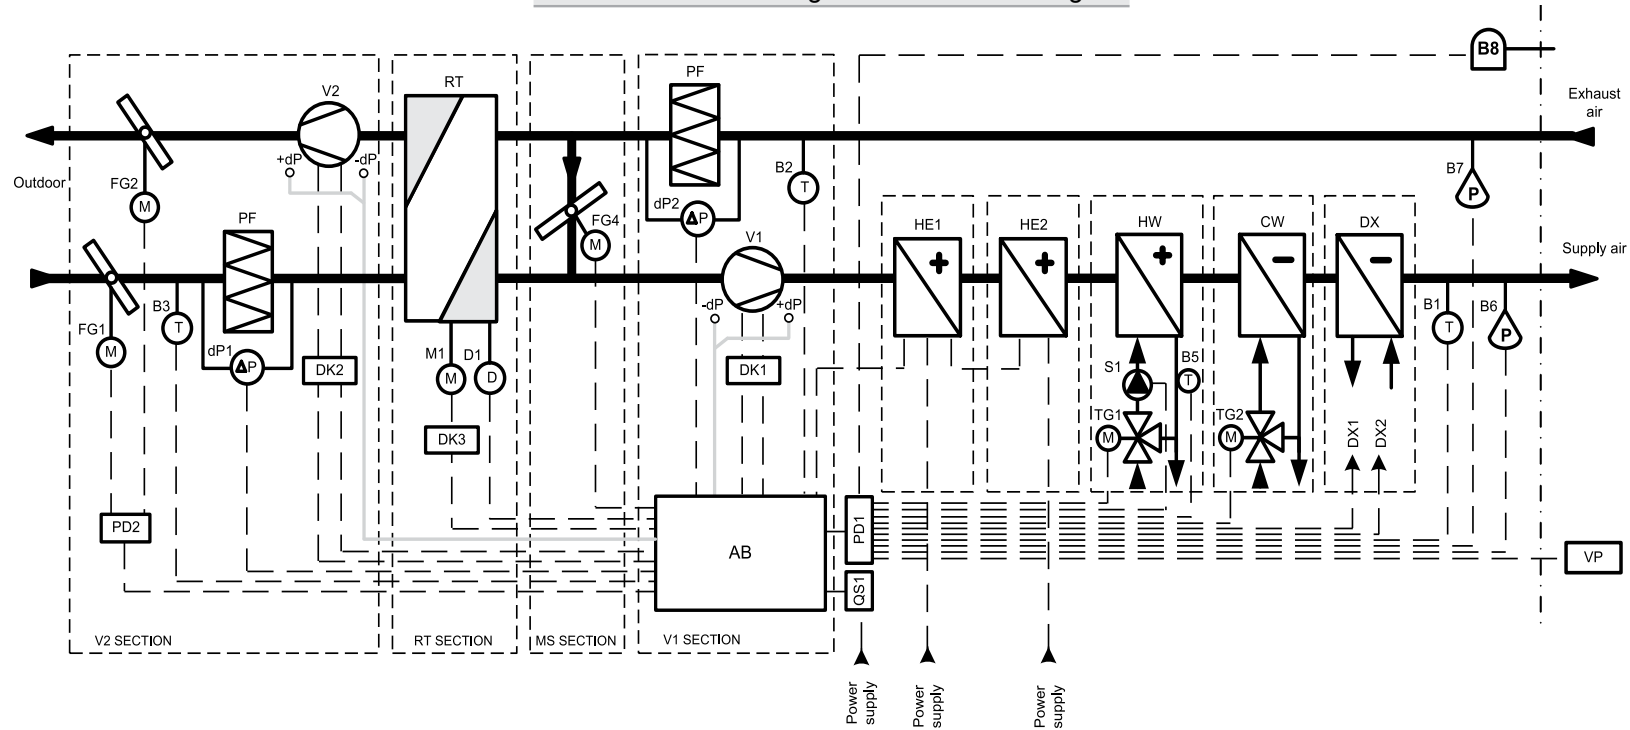 B8
Exhaust
air
V2
RT
PF
+dP
-dP
Outdoor
FG2
M
PF
B2
T
B7
P
dP2
ΔP
FG4
M
V1
HE1
HE2
HW
CW
DX
Supply air
+
+
+
−
−
-dP
+dP
B3
T
FG1
M
dP1
ΔP
DK2
M1
D1
M
D
DK3
DK1
S1
B5
T
TG1
M
TG2
M
DX1
DX2
B1
T
B6
P
PD2
AB
PD1
QS1
VP
V2 SECTION
RT SECTION
MS SECTION
V1 SECTION
Power
supply
Power
supply
Power
supply